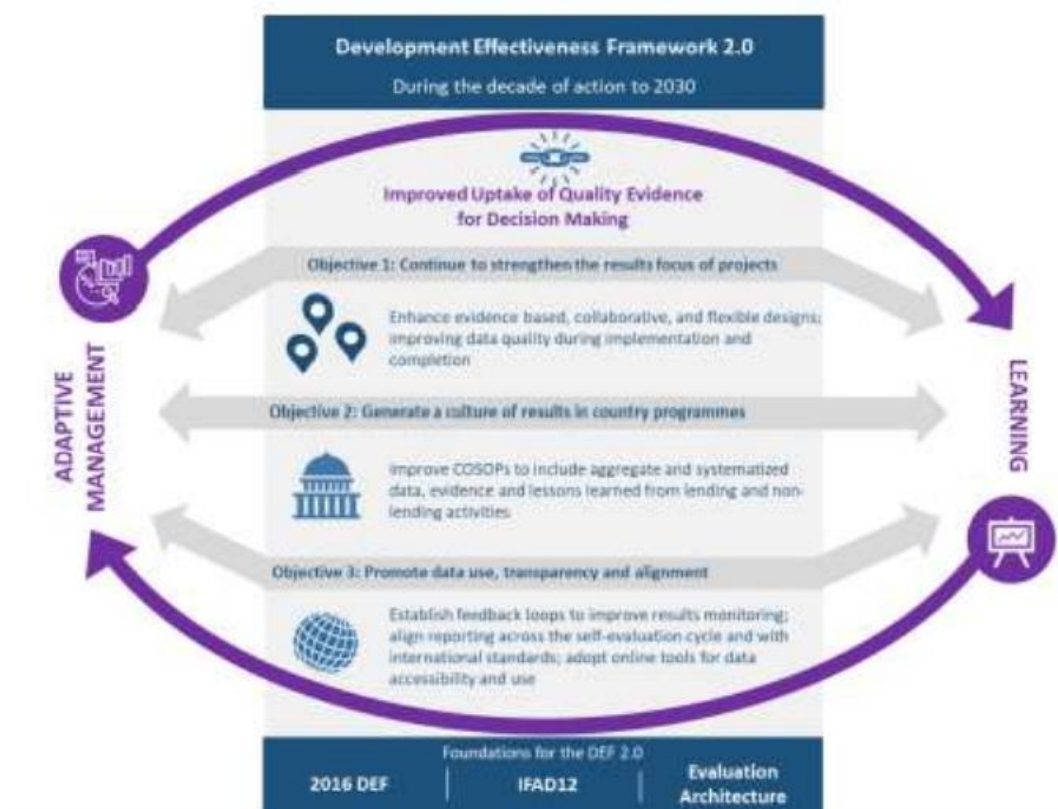 Development Effectiveness Framework 2.0
During the decade of action to 2030
Improved Uptake of Quality Evidence
for Decision Making
Objective 1: Continue to strengthen the results focus of projects
Enhance evidence based, collaborative, and flexible designs;
improving data quality during implementation and
completion
ADAPTIVE
MANAGEMENT
LEARNING
Objective 2: Generate a culture of results in country programmes
Improve COSOPs to include aggregate and systematized
data, evidence and lessons learned from lending and non-
lending activities
Objective 3: Promote data use, transparency and alignment
Establish feedback loops to improve results monitoring;
align reporting across the self-evaluation cycle and with
international standards; adopt online tools for data
accessibility and use
Foundations for the DEF 2.0
2016 DEF
IFAD12
Evaluation
Architecture